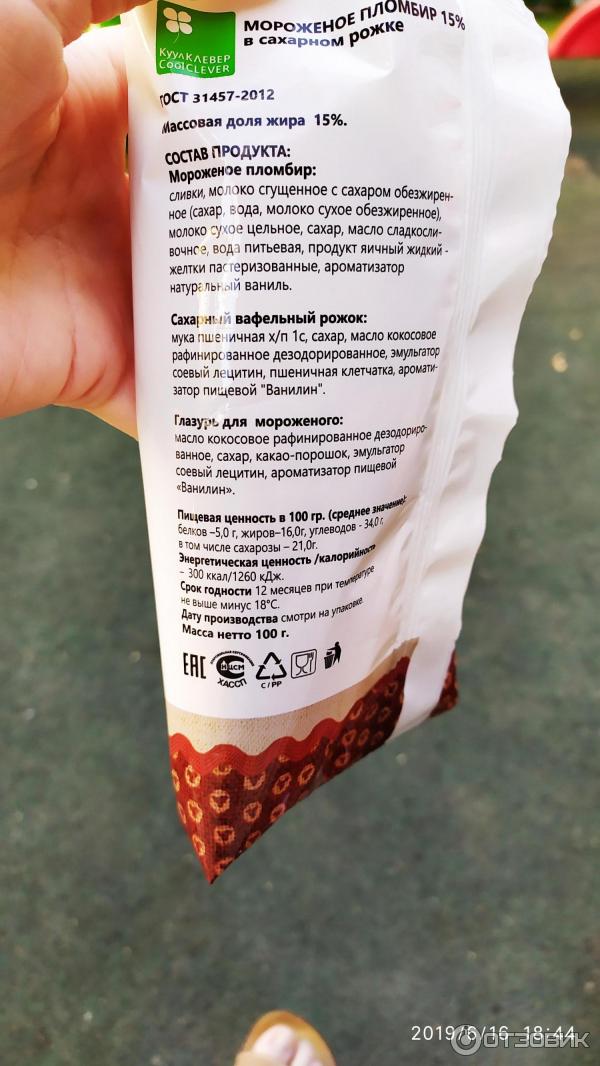 КуулКЛЕВЕР
CoolCLEVER
МОРОЖЕНОЕ ПЛОМБИР 15%
в сахарном рожке
ГОСТ 31457-2012
Массовая доля жира 15%.
СОСТАВ ПРОДУКТА:
Мороженое пломбир:
сливки, молоко сгущенное с сахаром обезжирен-
ное (сахар, вода, молоко сухое обезжиренное),
молоко сухое цельное, сахар, масло сладкосли-
вочное, вода питьевая, продукт яичный жидкий -
желтки пастеризованные, ароматизатор
натуральный ваниль.
Сахарный вафельный рожок:
мука пшеничная х/п 1с, сахар, масло кокосовое
рафинированное дезодорированное, эмульгатор
соевый лецитин, пшеничная клетчатка, аромати-
затор пищевой "Ванилин".
Глазурь для мороженого:
масло кокосовое рафинированное дезодориро-
ванное, сахар, какао-порошок, эмульгатор
соевый лецитин, ароматизатор пищевой
«Ванилин».
Пищевая ценность в 100 гр. (среднее значение):
белков –5,0 г, жиров–16,0г, углеводов - 34,0 г,
в том числе сахарозы – 21,0г.
Энергетическая ценность /калорийность
– 300 ккал/1260 кДж.
Срок годности 12 месяцев при температуре
не выше минус 18°С.
Дату производства смотри на упаковке.
Масса нетто 100 г.
ЕАС
ИЦСМ
ХАССП
C/PP
2019/6/16 18:44
ОТЗОВИК